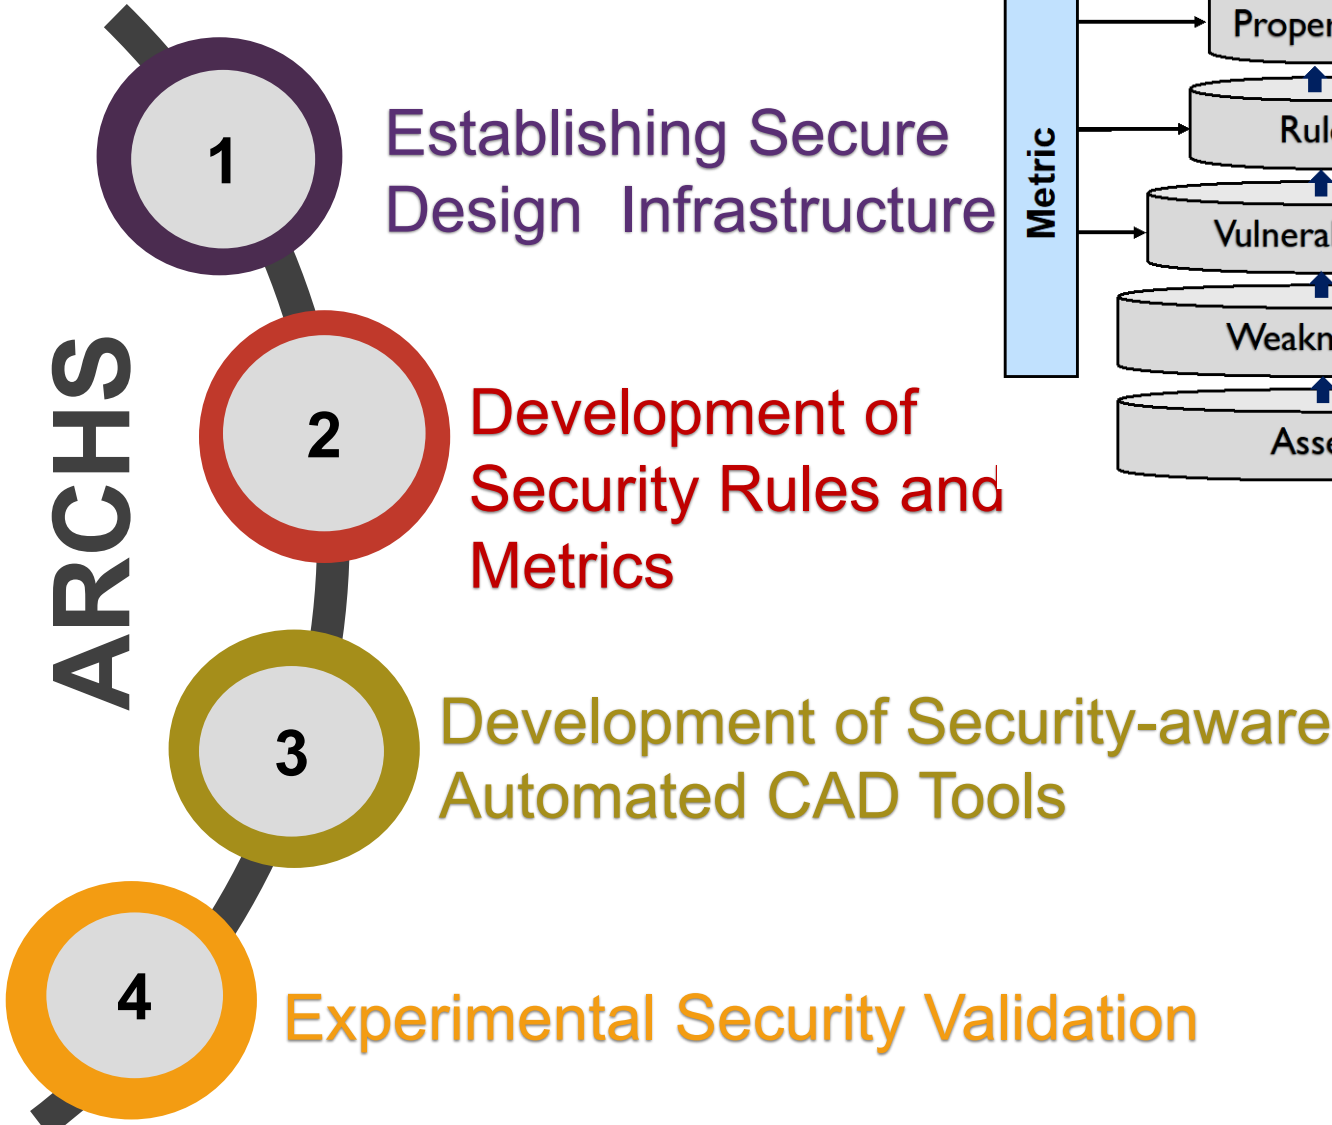 ARCHS
1
Establishing Secure
Design Infrastructure
2
Development of
Security Rules and
Metrics
3
Development of Security-aware
Automated CAD Tools
4
Experimental Security Validation
Metric